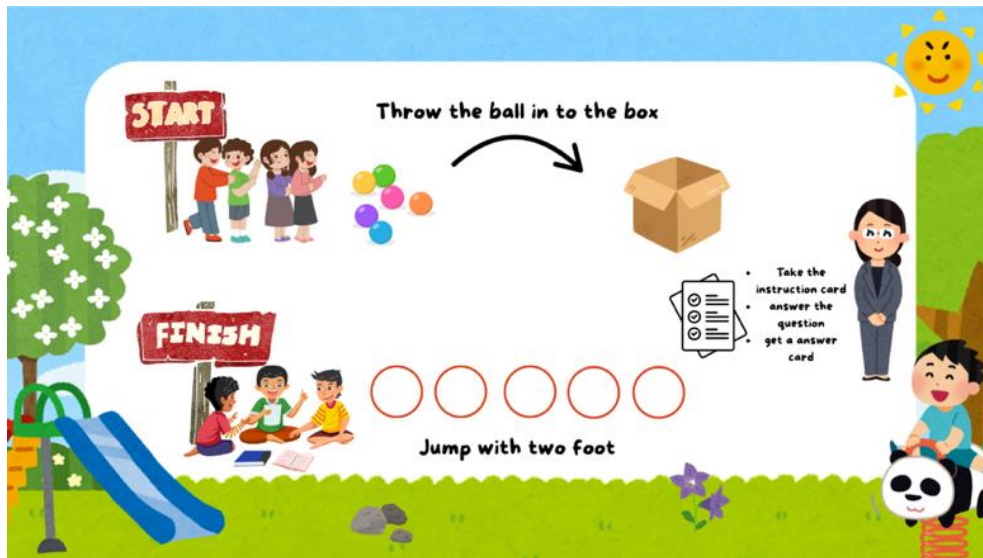 START
Throw the ball in to the box
Take the
instruction card
answer the
question
get a answer
card
FINISH
Jump with two foot